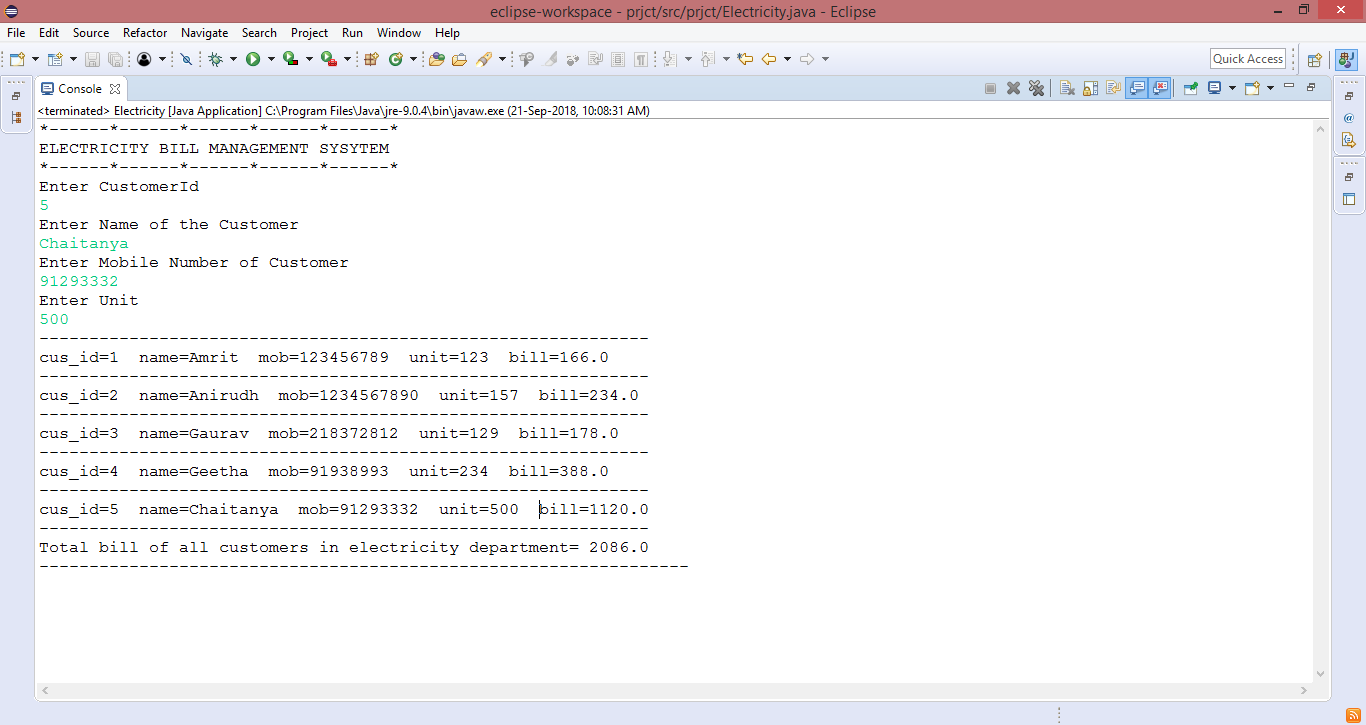 eclipse-workspace - prjct/src/prjct/Electricity.java - Eclipse
File Edit Source Refactor Navigate Search Project Run Window Help
Quick Access
Console
<terminated> Electricity [Java Application] C:\Program Files\Java\jre-9.0.4\bin\javaw.exe (21-Sep-2018, 10:08:31 AM)
*------*------*------*------*------*
ELECTRICITY BILL MANAGEMENT SYSYTEM
*------*------*------*------*------*
Enter CustomerId
5
Enter Name of the Customer
Chaitanya
Enter Mobile Number of Customer
91293332
Enter Unit
500
-------------------------------------------------------------
cus_id=1  name=Amrit  mob=123456789  unit=123  bill=166.0
-------------------------------------------------------------
cus_id=2  name=Anirudh  mob=1234567890  unit=157  bill=234.0
-------------------------------------------------------------
cus_id=3  name=Gaurav  mob=218372812  unit=129  bill=178.0
-------------------------------------------------------------
cus_id=4  name=Geetha  mob=91938993  unit=234  bill=388.0
-------------------------------------------------------------
cus_id=5  name=Chaitanya  mob=91293332  unit=500  bill=1120.0
-------------------------------------------------------------
Total bill of all customers in electricity department= 2086.0
-----------------------------------------------------------------